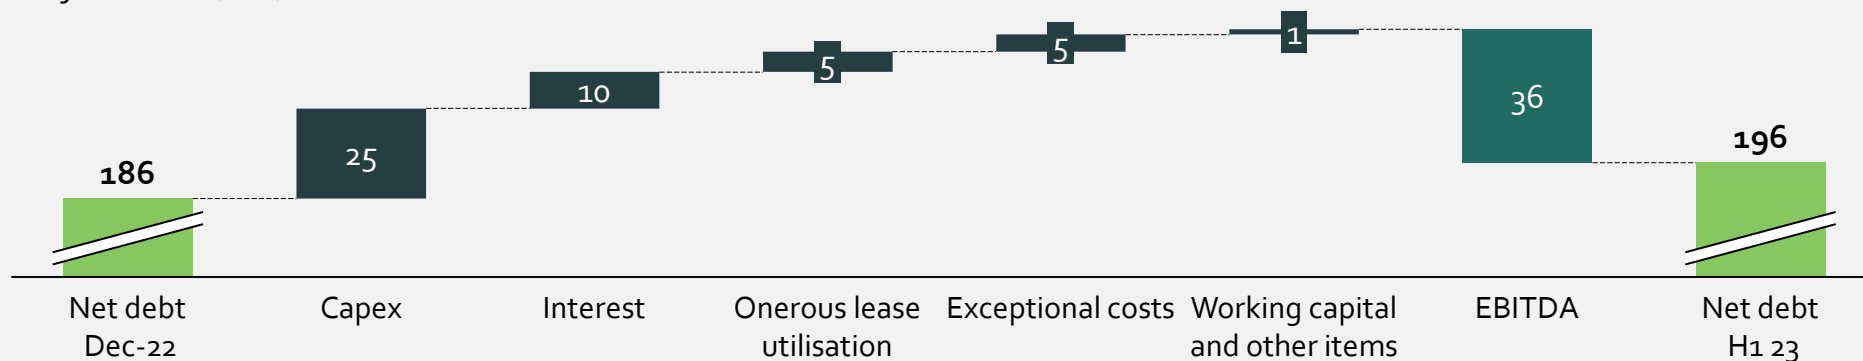 186
25
10
5
5
1
36
196
Net debt
Dec-22
Capex
Interest
Onerous lease
utilisation
Exceptional costs
Working capital
and other items
EBITDA
Net debt
H1 23